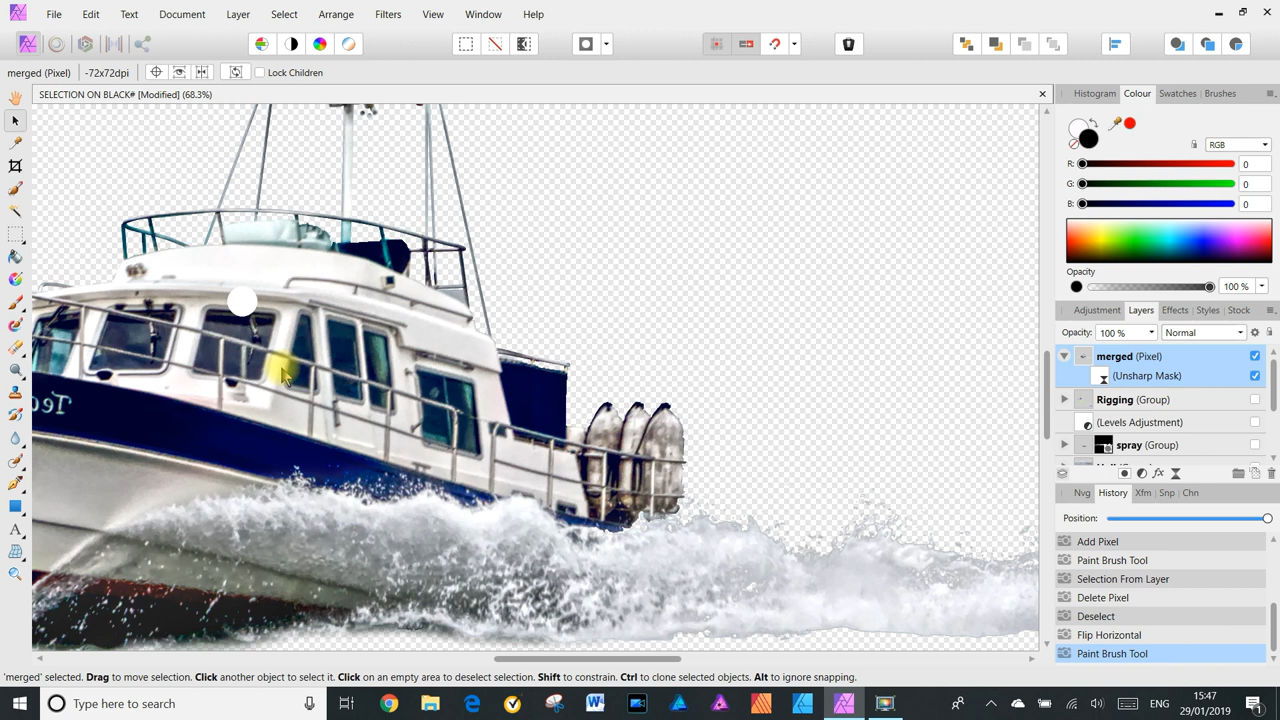 File Edit Text Document Layer Select Arrange Filters View Window Help
merged (Pixel) -72x72dpi Lock Children
SELECTION ON BLACK# [Modified] (68.3%)
Histogram Colour Swatches Brushes
RGB
R: 0
G: 0
B: 0
Opacity
100 %
Adjustment Layers Effects Styles Stock
Opacity: 100 % Normal
merged (Pixel)
(Unsharp Mask)
Rigging (Group)
(Levels Adjustment)
spray (Group)
Nvg History Xfm Snp Chn
Position:
Add Pixel
Paint Brush Tool
Selection From Layer
Delete Pixel
Deselect
Flip Horizontal
Paint Brush Tool
'merged' selected. Drag to move selection. Click another object to select it. Click on an empty area to deselect selection. Shift to constrain. Ctrl to clone selected objects. Alt to ignore snapping.
Type here to search
ENG
15:47
29/01/2019